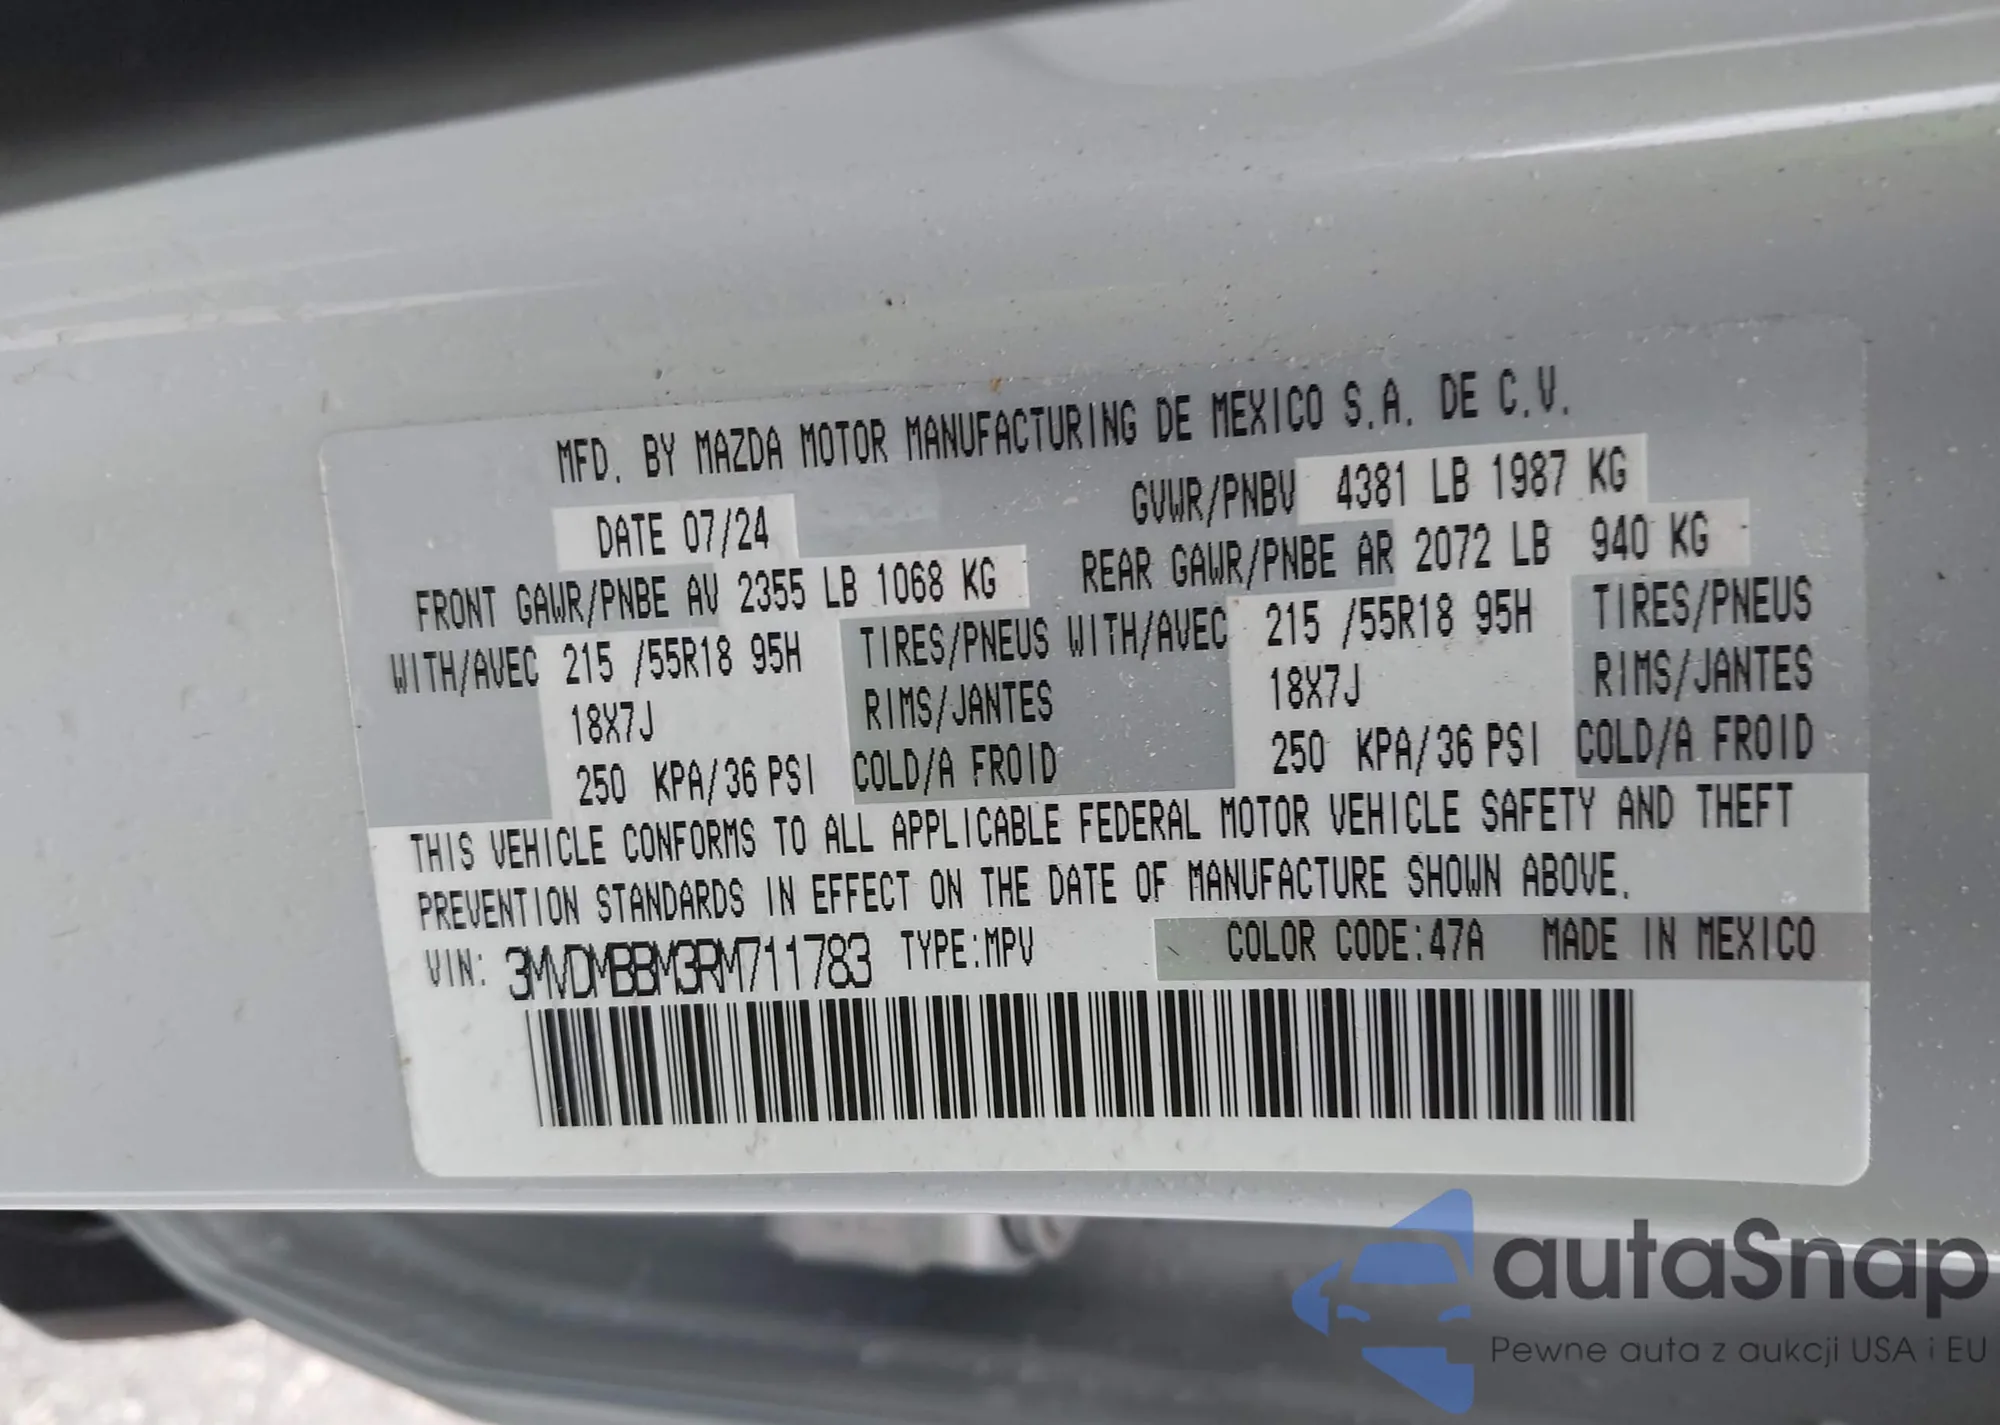 MFD. BY MAZDA MOTOR MANUFACTURING DE MEXICO S.A. DE C.V.
DATE 07/24 GVWR/PNBV 4381 LB 1987 KG
FRONT GAWR/PNBE AV 2355 LB 1068 KG REAR GAWR/PNBE AR 2072 LB 940 KG
WITH/AVEC 215 /55R18 95H TIRES/PNEUS WITH/AVEC 215 /55R18 95H TIRES/PNEUS
18X7J RIMS/JANTES 18X7J RIMS/JANTES
250 KPA/36 PSI COLD/A FROID 250 KPA/36 PSI COLD/A FROID
THIS VEHICLE CONFORMS TO ALL APPLICABLE FEDERAL MOTOR VEHICLE SAFETY AND THEFT
PREVENTION STANDARDS IN EFFECT ON THE DATE OF MANUFACTURE SHOWN ABOVE.
VIN: 3MVDMBBM3RM711783 TYPE:MPV COLOR CODE:47A MADE IN MEXICO
autaSnap
Pewne auta z aukcji USA i EU